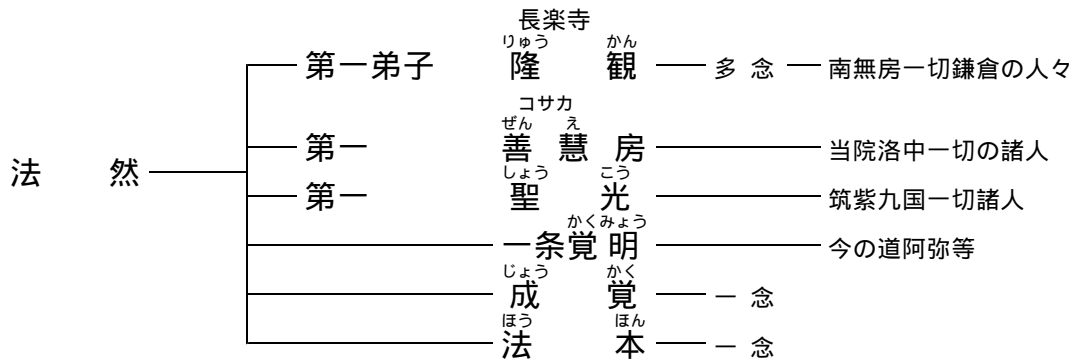 長楽寺
りゅう かん
第一弟子 隆 観 多念 南無房一切鎌倉の人々
コサカ
ぜん え
第一 善慧房 当院洛中一切の諸人
法 然
しょう こう
第一 聖 光 筑紫九国一切諸人
かくみょう
一条覚明 今の道阿弥等
じょう かく
成 覚 一念
ほう ほん
法 本 一念